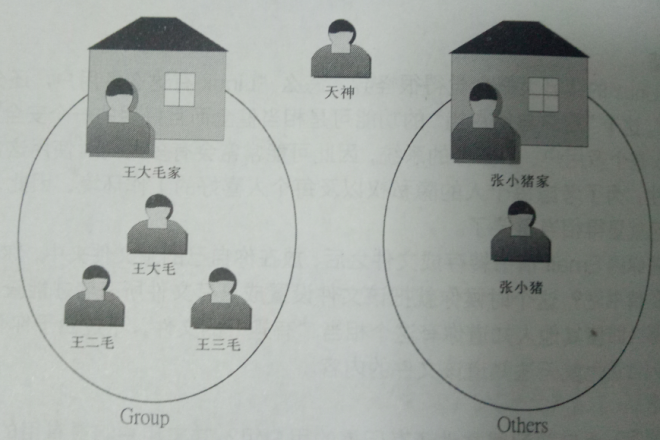 天神
王大毛家
张小猪家
王大毛
张小猪
王二毛
王三毛
Group
Others